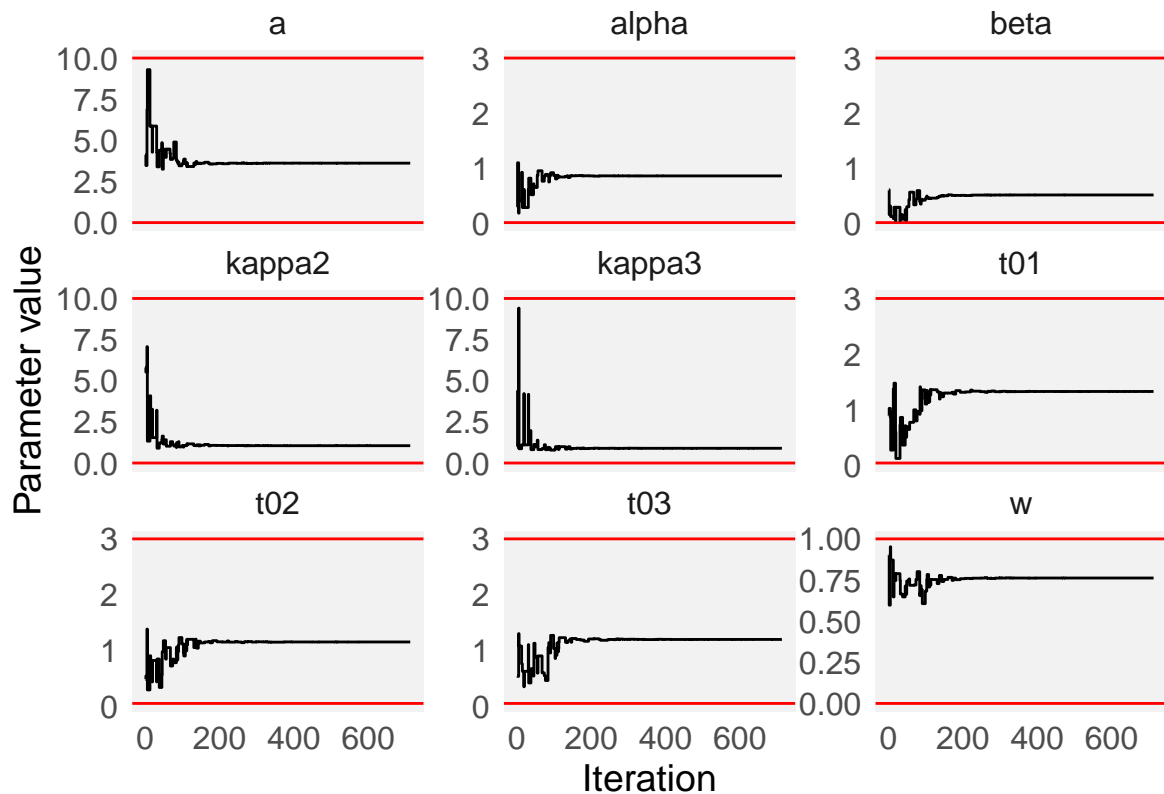 a alpha beta
10.0 3 3
7.5 2 2
5.0
2.5 1 1
0.0 0 0
kappa2 kappa3 t01
10.0 10.0 3
7.5 7.5 2
5.0 5.0
2.5 2.5 1
0.0 0.0 0
t02 t03 w
3 3 1.00
2 2 0.75
0.50
1 1 0.25
0 0 0.00
0 200 400 600 0 200 400 600 0 200 400 600
Parameter value
Iteration